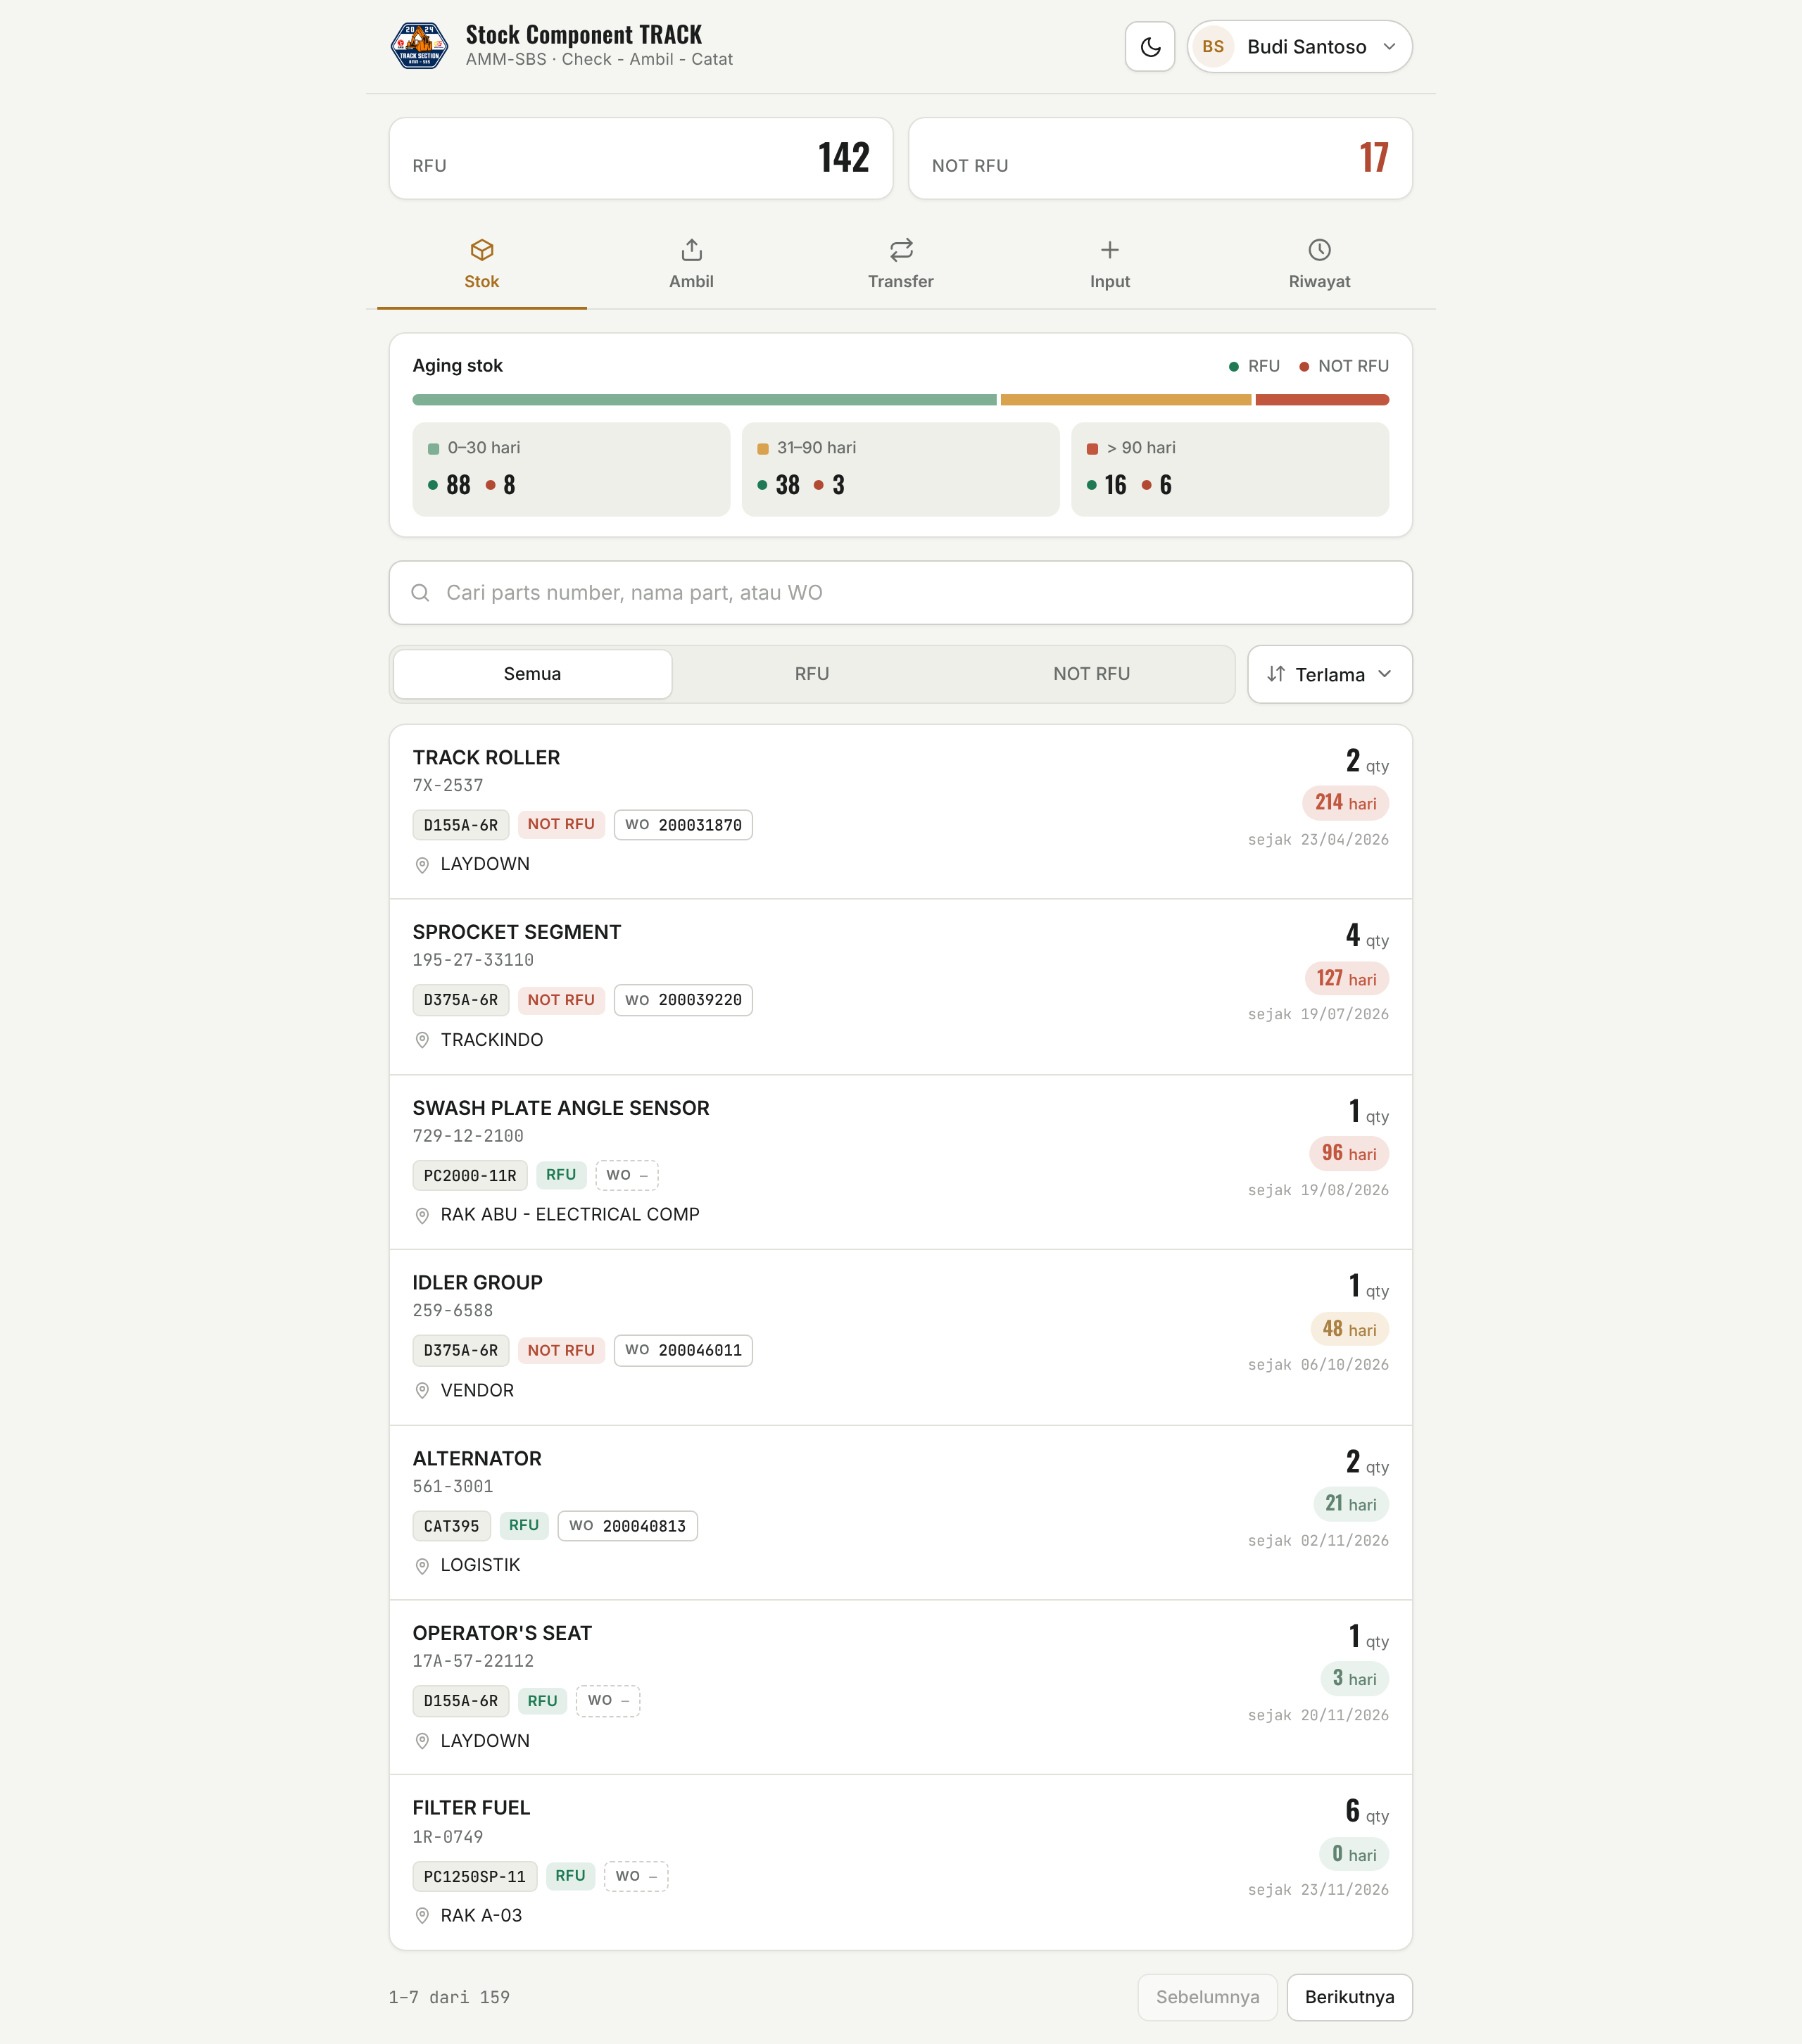 20 24
TRACK SECTION
AMM - SBS
Stock Component TRACK
AMM-SBS · Check - Ambil - Catat
BS
Budi Santoso
RFU
142
NOT RFU
17
Stok
Ambil
Transfer
Input
Riwayat
Aging stok
RFU
NOT RFU
0–30 hari
88
8
31–90 hari
38
3
> 90 hari
16
6
Cari parts number, nama part, atau WO
Semua
RFU
NOT RFU
Terlama
TRACK ROLLER
2 qty
7X-2537
214 hari
D155A-6R
NOT RFU
WO 200031870
sejak 23/04/2026
LAYDOWN
SPROCKET SEGMENT
4 qty
195-27-33110
127 hari
D375A-6R
NOT RFU
WO 200039220
sejak 19/07/2026
TRACKINDO
SWASH PLATE ANGLE SENSOR
1 qty
729-12-2100
96 hari
PC2000-11R
RFU
WO –
sejak 19/08/2026
RAK ABU - ELECTRICAL COMP
IDLER GROUP
1 qty
259-6588
48 hari
D375A-6R
NOT RFU
WO 200046011
sejak 06/10/2026
VENDOR
ALTERNATOR
2 qty
561-3001
21 hari
CAT395
RFU
WO 200040813
sejak 02/11/2026
LOGISTIK
OPERATOR'S SEAT
1 qty
17A-57-22112
3 hari
D155A-6R
RFU
WO –
sejak 20/11/2026
LAYDOWN
FILTER FUEL
6 qty
1R-0749
0 hari
PC1250SP-11
RFU
WO –
sejak 23/11/2026
RAK A-03
1–7 dari 159
Sebelumnya
Berikutnya